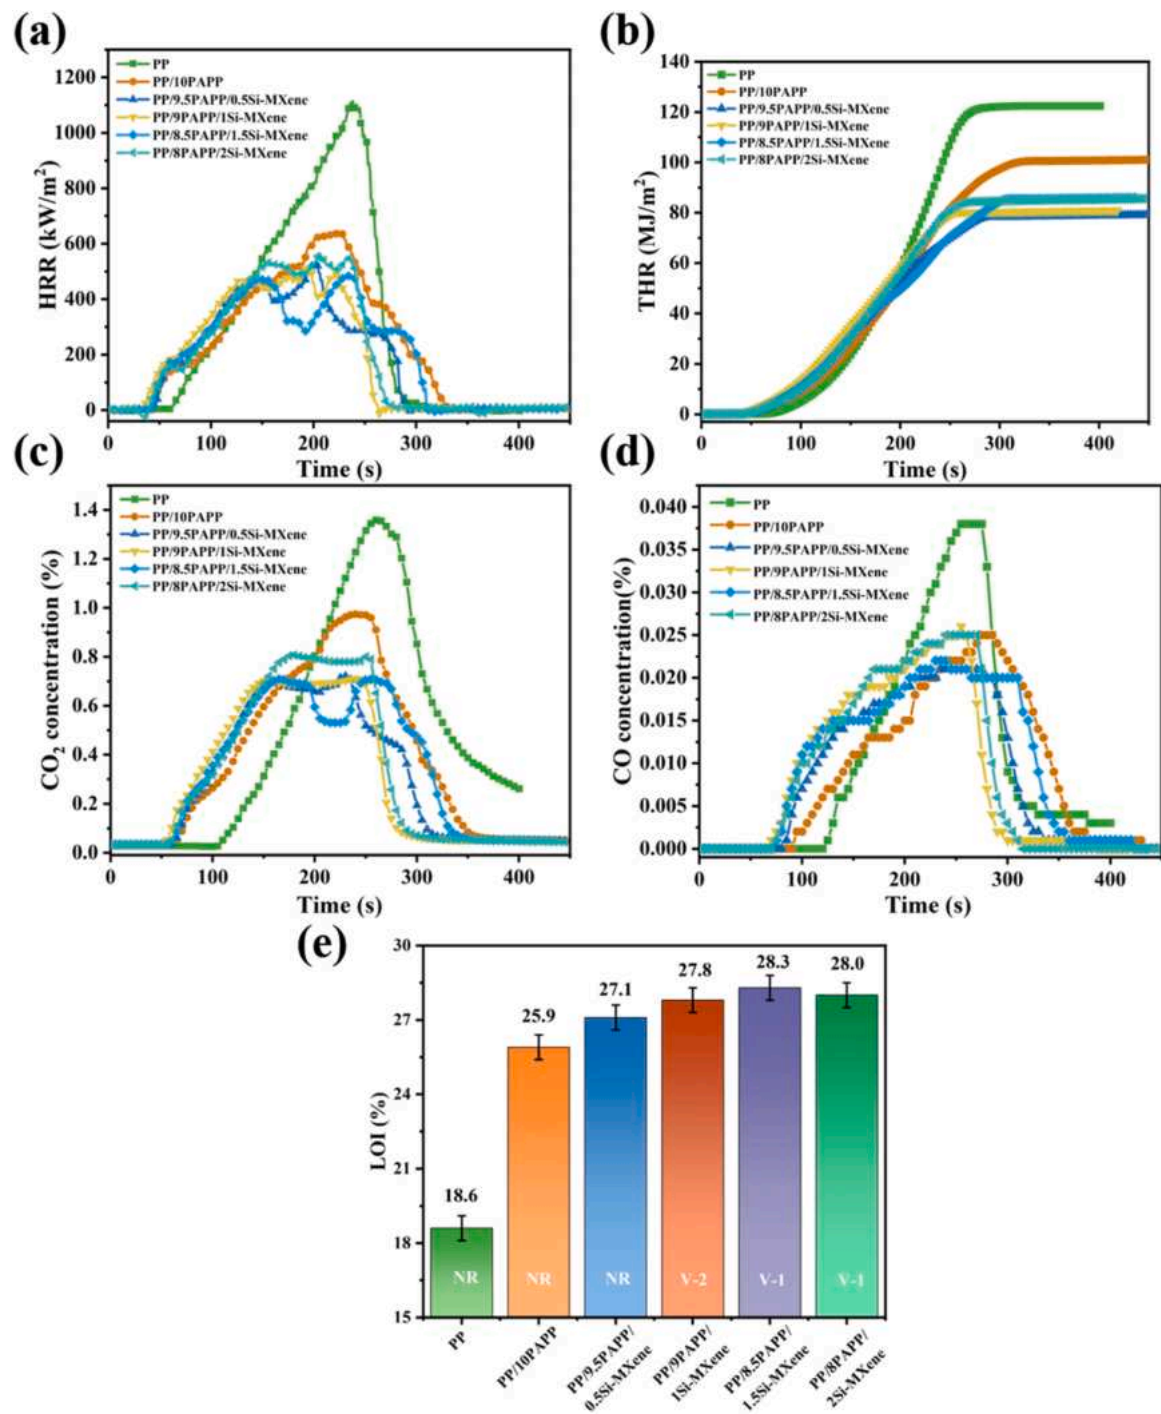 (a)
HRR (kW/m²)
1200
1000
800
600
400
200
0
PP
PP/10PAPP
PP/9.5PAPP/0.5Si-MXene
PP/9PAPP/1Si-MXene
PP/8.5PAPP/1.5Si-MXene
PP/8PAPP/2Si-MXene
0 100 200 300 400
Time (s)
(b)
THR (MJ/m²)
140
120
100
80
60
40
20
0
PP
PP/10PAPP
PP/9.5PAPP/0.5Si-MXene
PP/9PAPP/1Si-MXene
PP/8.5PAPP/1.5Si-MXene
PP/8PAPP/2Si-MXene
0 100 200 300 400
Time (s)
(c)
CO₂ concentration (%)
1.4
1.2
1.0
0.8
0.6
0.4
0.2
0.0
PP
PP/10PAPP
PP/9.5PAPP/0.5Si-MXene
PP/9PAPP/1Si-MXene
PP/8.5PAPP/1.5Si-MXene
PP/8PAPP/2Si-MXene
0 100 200 300 400
Time (s)
(d)
CO concentration(%)
0.040
0.035
0.030
0.025
0.020
0.015
0.010
0.005
0.000
PP
PP/10PAPP
PP/9.5PAPP/0.5Si-MXene
PP/9PAPP/1Si-MXene
PP/8.5PAPP/1.5Si-MXene
PP/8PAPP/2Si-MXene
0 100 200 300 400
Time (s)
(e)
LOI (%)
30
27
24
21
18
15
18.6
25.9
27.1
27.8
28.3
28.0
NR
NR
NR
V-2
V-1
V-1
PP
PP/10PAPP
PP/9.5PAPP/
0.5Si-MXene
PP/9PAPP/
1Si-MXene
PP/8.5PAPP/
1.5Si-MXene
PP/8PAPP/
2Si-MXene